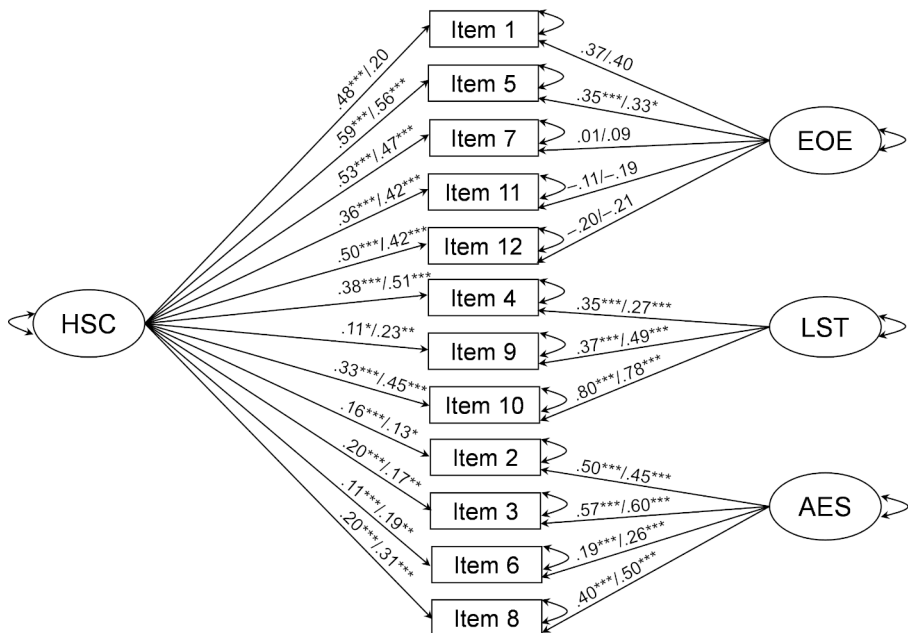 Item 1
.48***/.20
.37/.40
Item 5
.59***/.56***
.35***/.33*
Item 7
.53***/.47***
.01/.09
EOE
Item 11
.36***/.42***
–.11/–.19
Item 12
.50***/.42***
–.20/–.21
Item 4
.38***/.51***
.35***/.27***
HSC
LST
Item 9
.11*/.23**
.37***/.49***
Item 10
.33***/.45***
.80***/.78***
Item 2
.16***/.13*
.50***/.45***
Item 3
.20***/.17**
.57***/.60***
AES
Item 6
.11***/.19**
.19***/.26***
Item 8
.20***/.31***
.40***/.50***